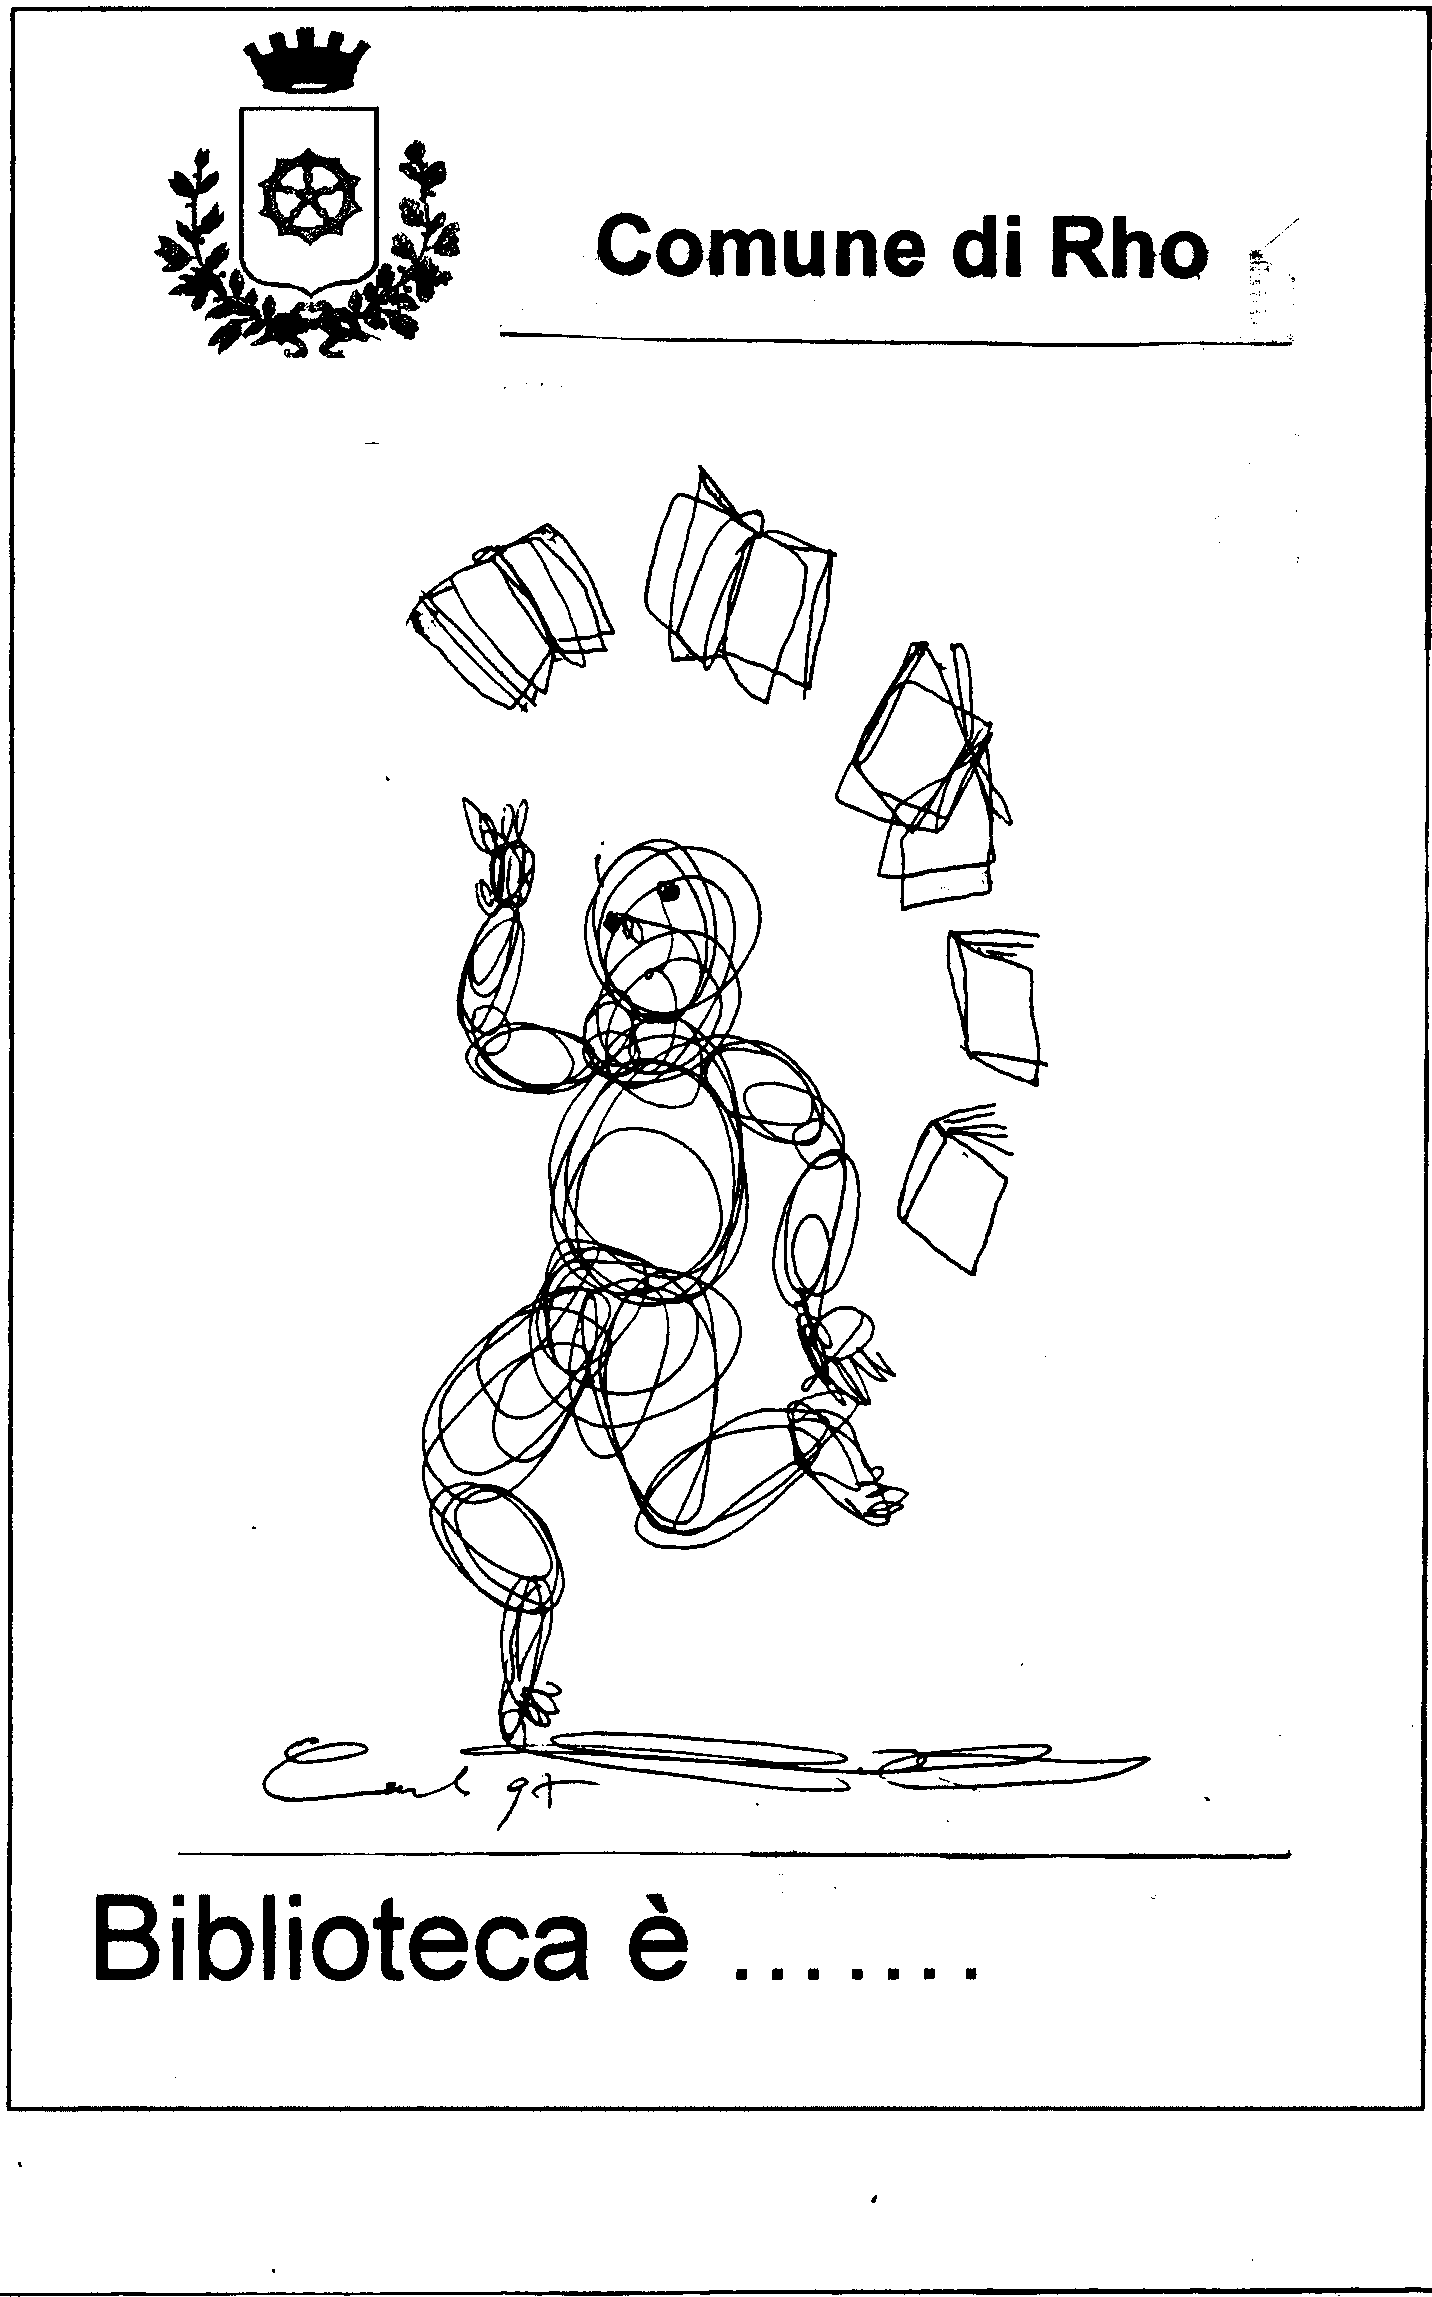 Comune di Rho
Biblioteca è .......